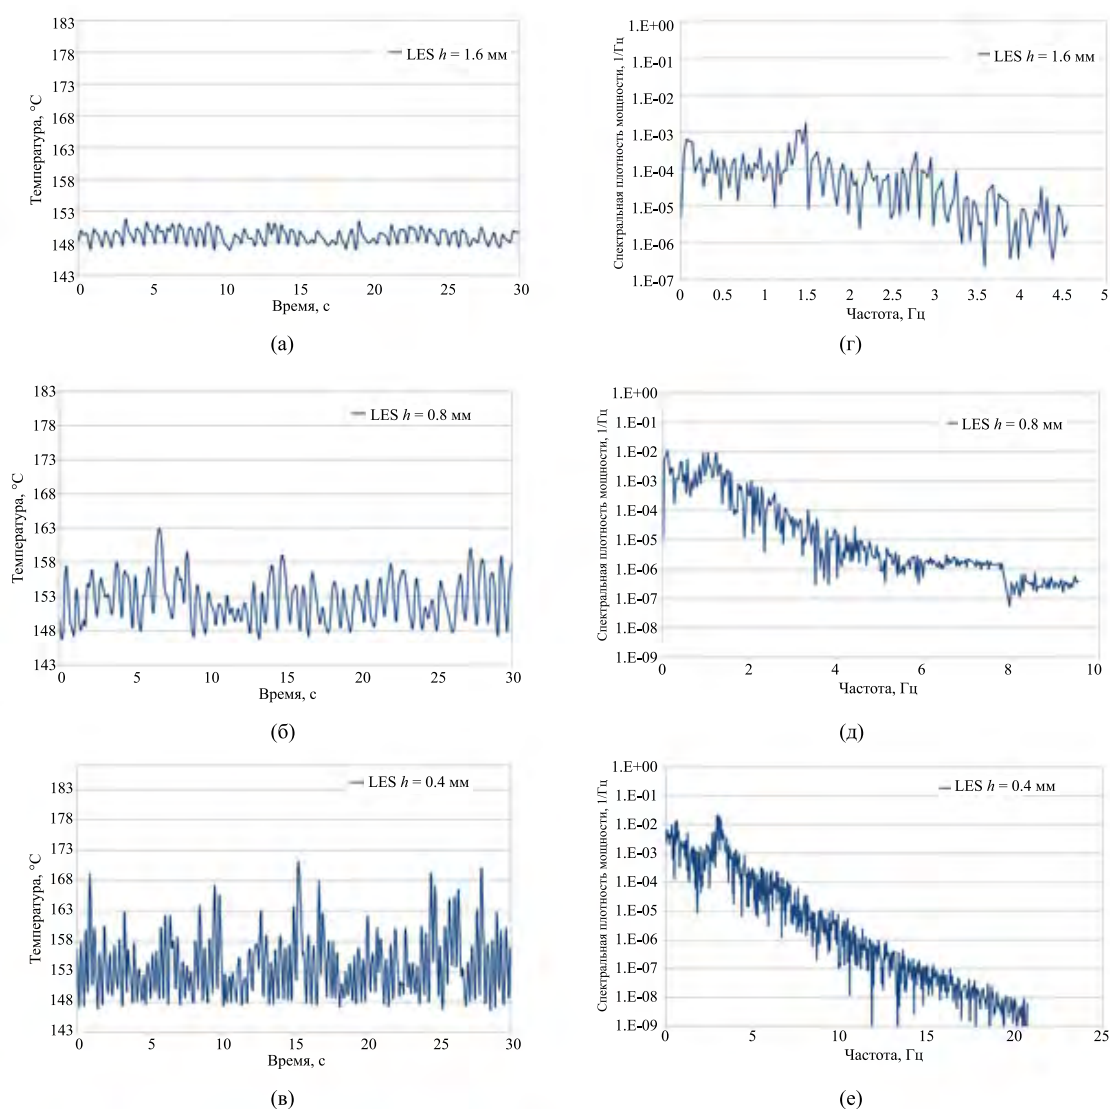 183
178
173
168
163
158
153
148
143
0 5 10 15 20 25 30
Температура, °C
Время, с
LES h = 1.6 мм
(а)
1.E+00
1.E-01
1.E-02
1.E-03
1.E-04
1.E-05
1.E-06
1.E-07
0 0.5 1 1.5 2 2.5 3 3.5 4 4.5 5
Спектральная плотность мощности, 1/Гц
Частота, Гц
LES h = 1.6 мм
(г)
183
178
173
168
163
158
153
148
143
0 5 10 15 20 25 30
Температура, °C
Время, с
LES h = 0.8 мм
(б)
1.E+00
1.E-01
1.E-02
1.E-03
1.E-04
1.E-05
1.E-06
1.E-07
1.E-08
1.E-09
0 2 4 6 8 10
Спектральная плотность мощности, 1/Гц
Частота, Гц
LES h = 0.8 мм
(д)
183
178
173
168
163
158
153
148
143
0 5 10 15 20 25 30
Температура, °C
Время, с
LES h = 0.4 мм
(в)
1.E+00
1.E-01
1.E-02
1.E-03
1.E-04
1.E-05
1.E-06
1.E-07
1.E-08
1.E-09
0 5 10 15 20 25
Спектральная плотность мощности, 1/Гц
Частота, Гц
LES h = 0.4 мм
(е)